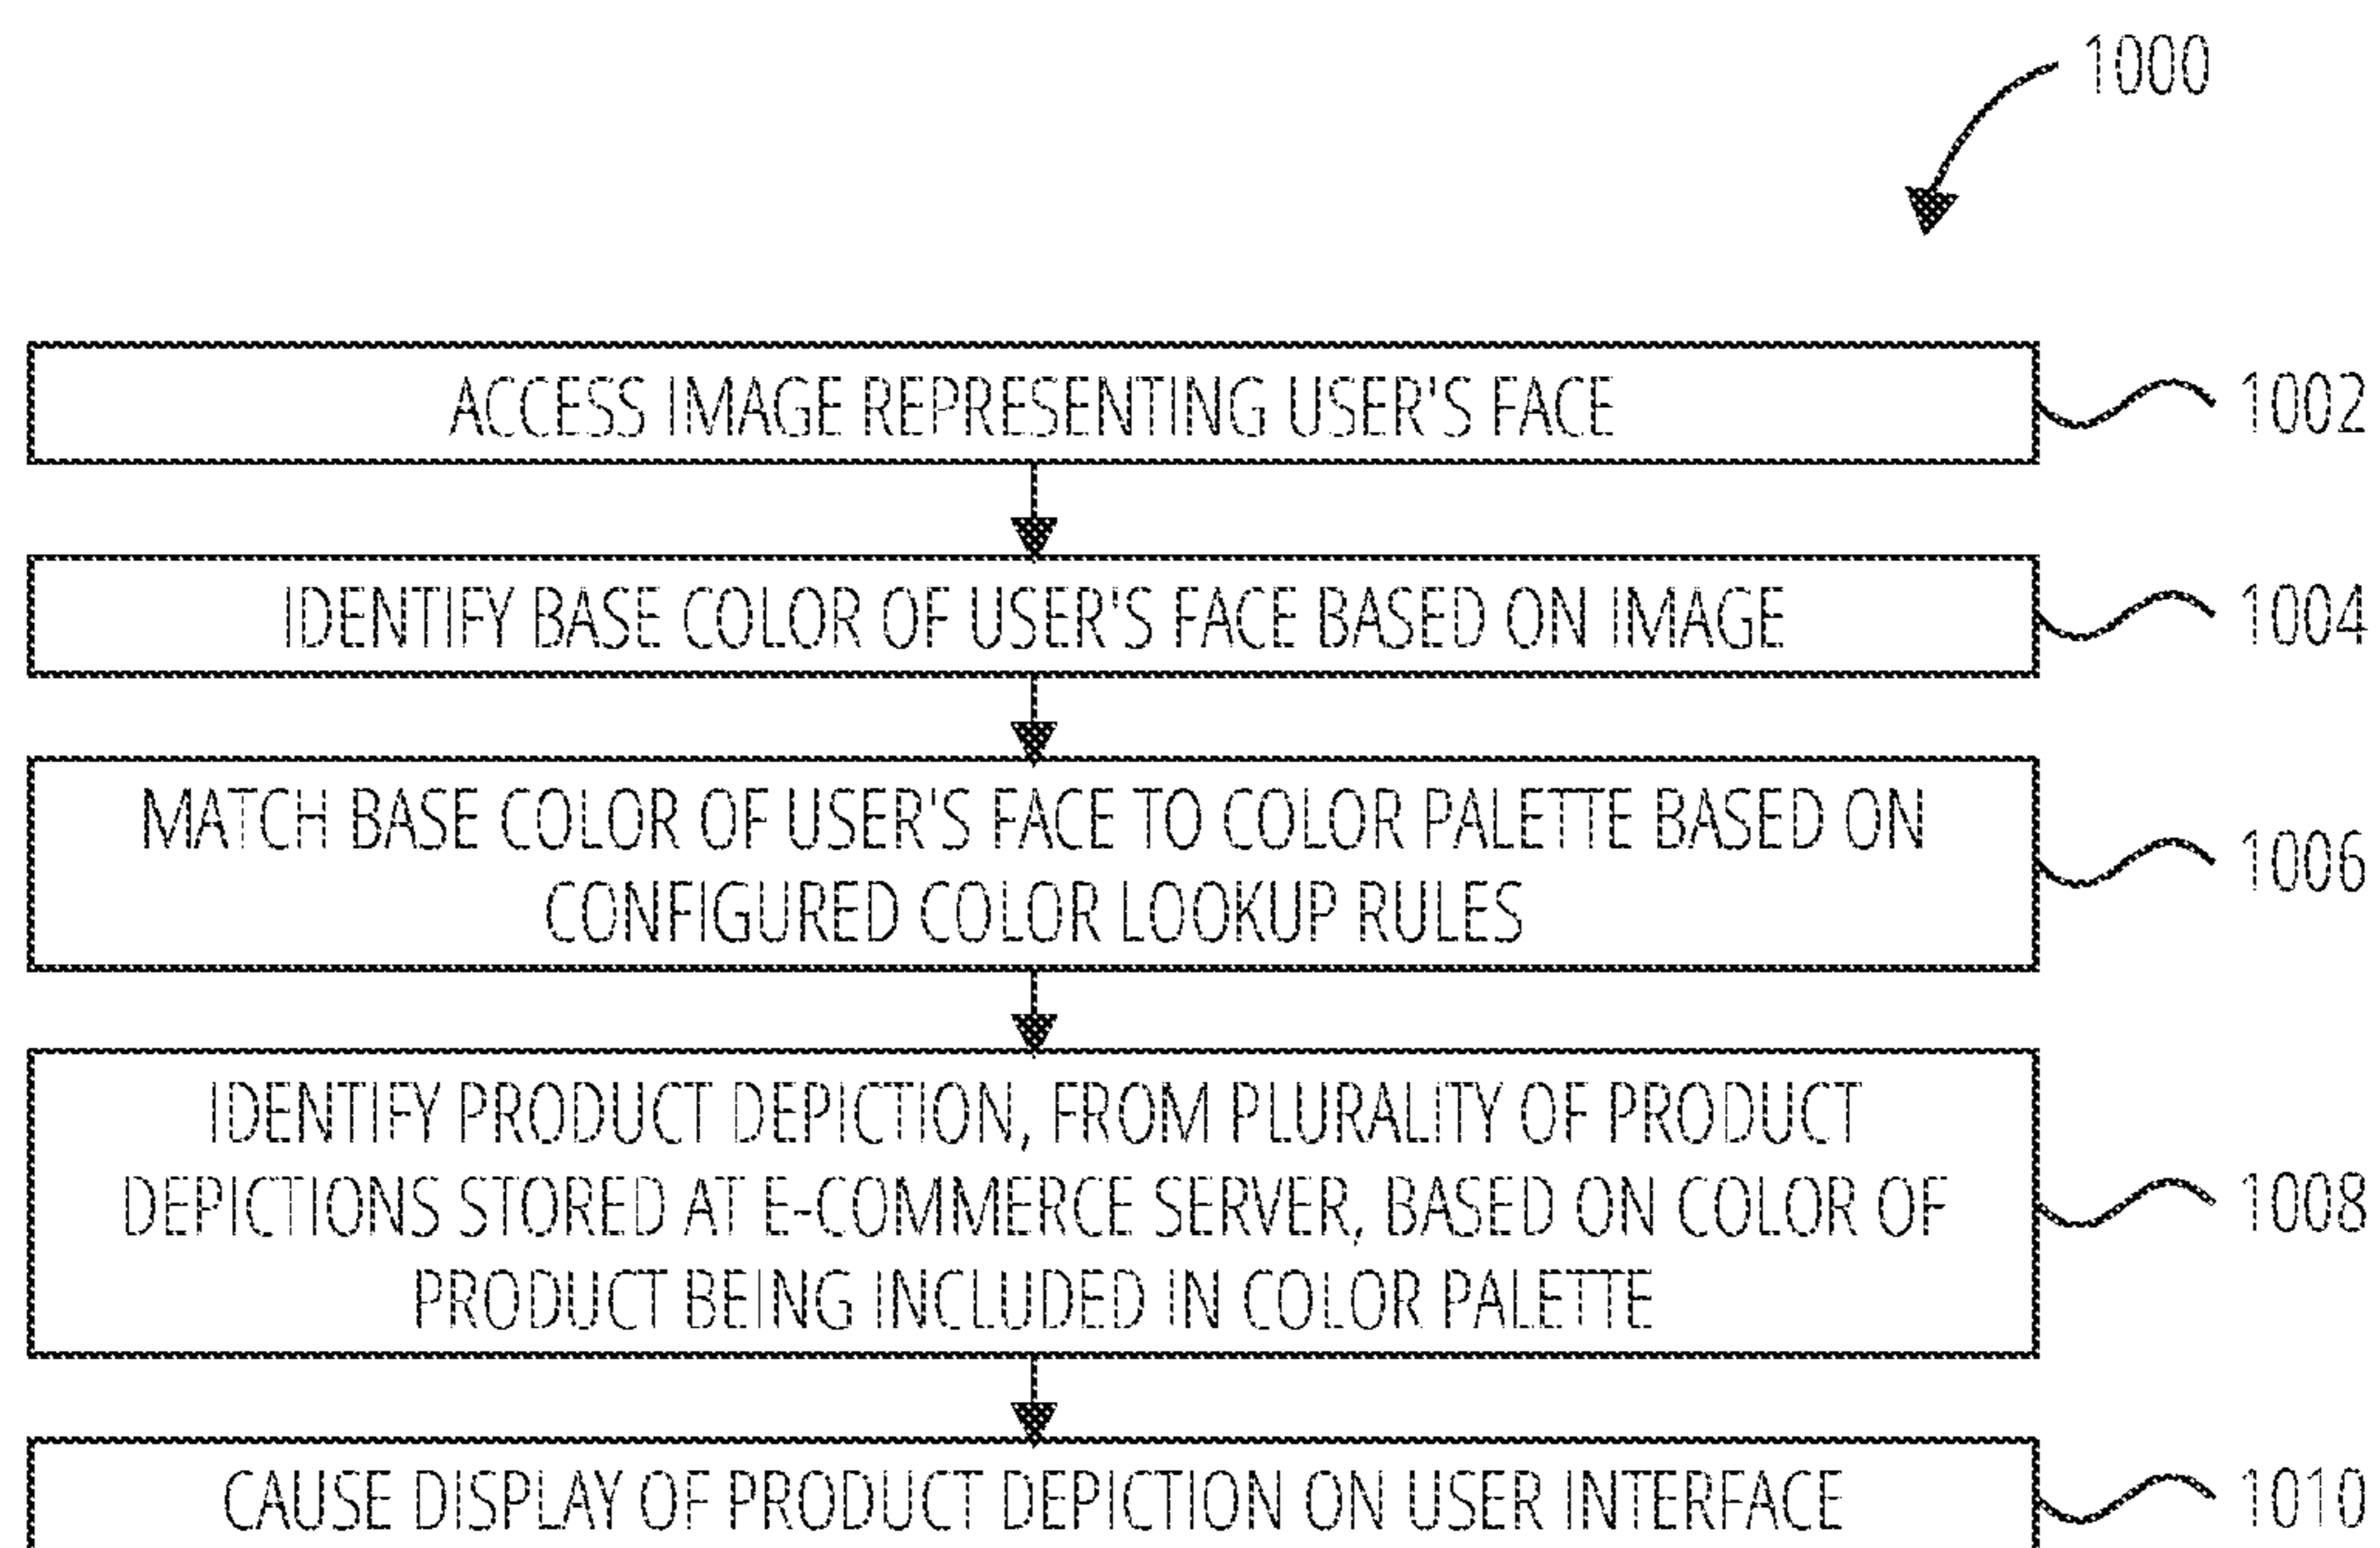 1000
ACCESS IMAGE REPRESENTING USER'S FACE
1002
IDENTIFY BASE COLOR OF USER'S FACE BASED ON IMAGE
1004
MATCH BASE COLOR OF USER'S FACE TO COLOR PALETTE BASED ON
CONFIGURED COLOR LOOKUP RULES
1006
IDENTIFY PRODUCT DEPICTION, FROM PLURALITY OF PRODUCT
DEPICTIONS STORED AT E-COMMERCE SERVER, BASED ON COLOR OF
PRODUCT BEING INCLUDED IN COLOR PALETTE
1008
CAUSE DISPLAY OF PRODUCT DEPICTION ON USER INTERFACE
1010